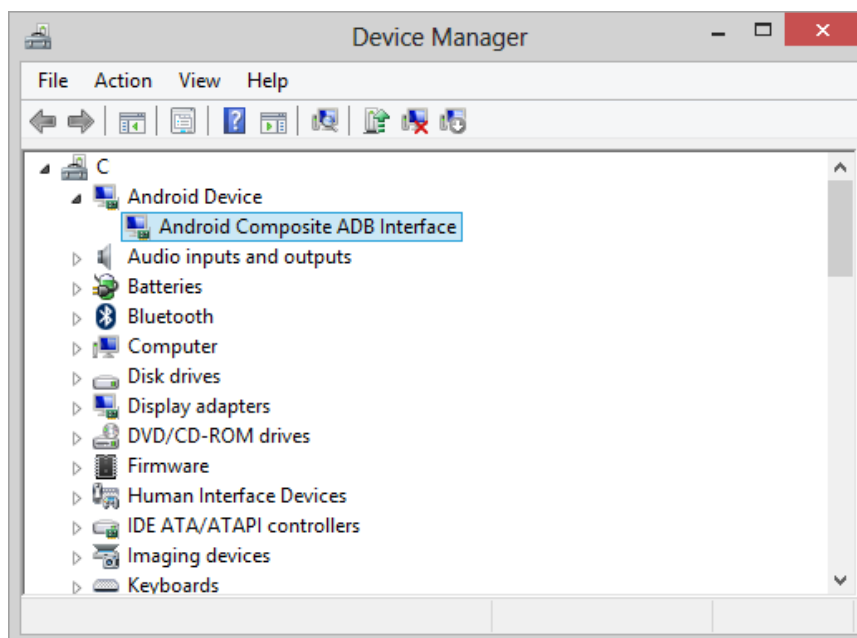 Device Manager
File Action View Help
C
Android Device
Android Composite ADB Interface
Audio inputs and outputs
Batteries
Bluetooth
Computer
Disk drives
Display adapters
DVD/CD-ROM drives
Firmware
Human Interface Devices
IDE ATA/ATAPI controllers
Imaging devices
Keyboards